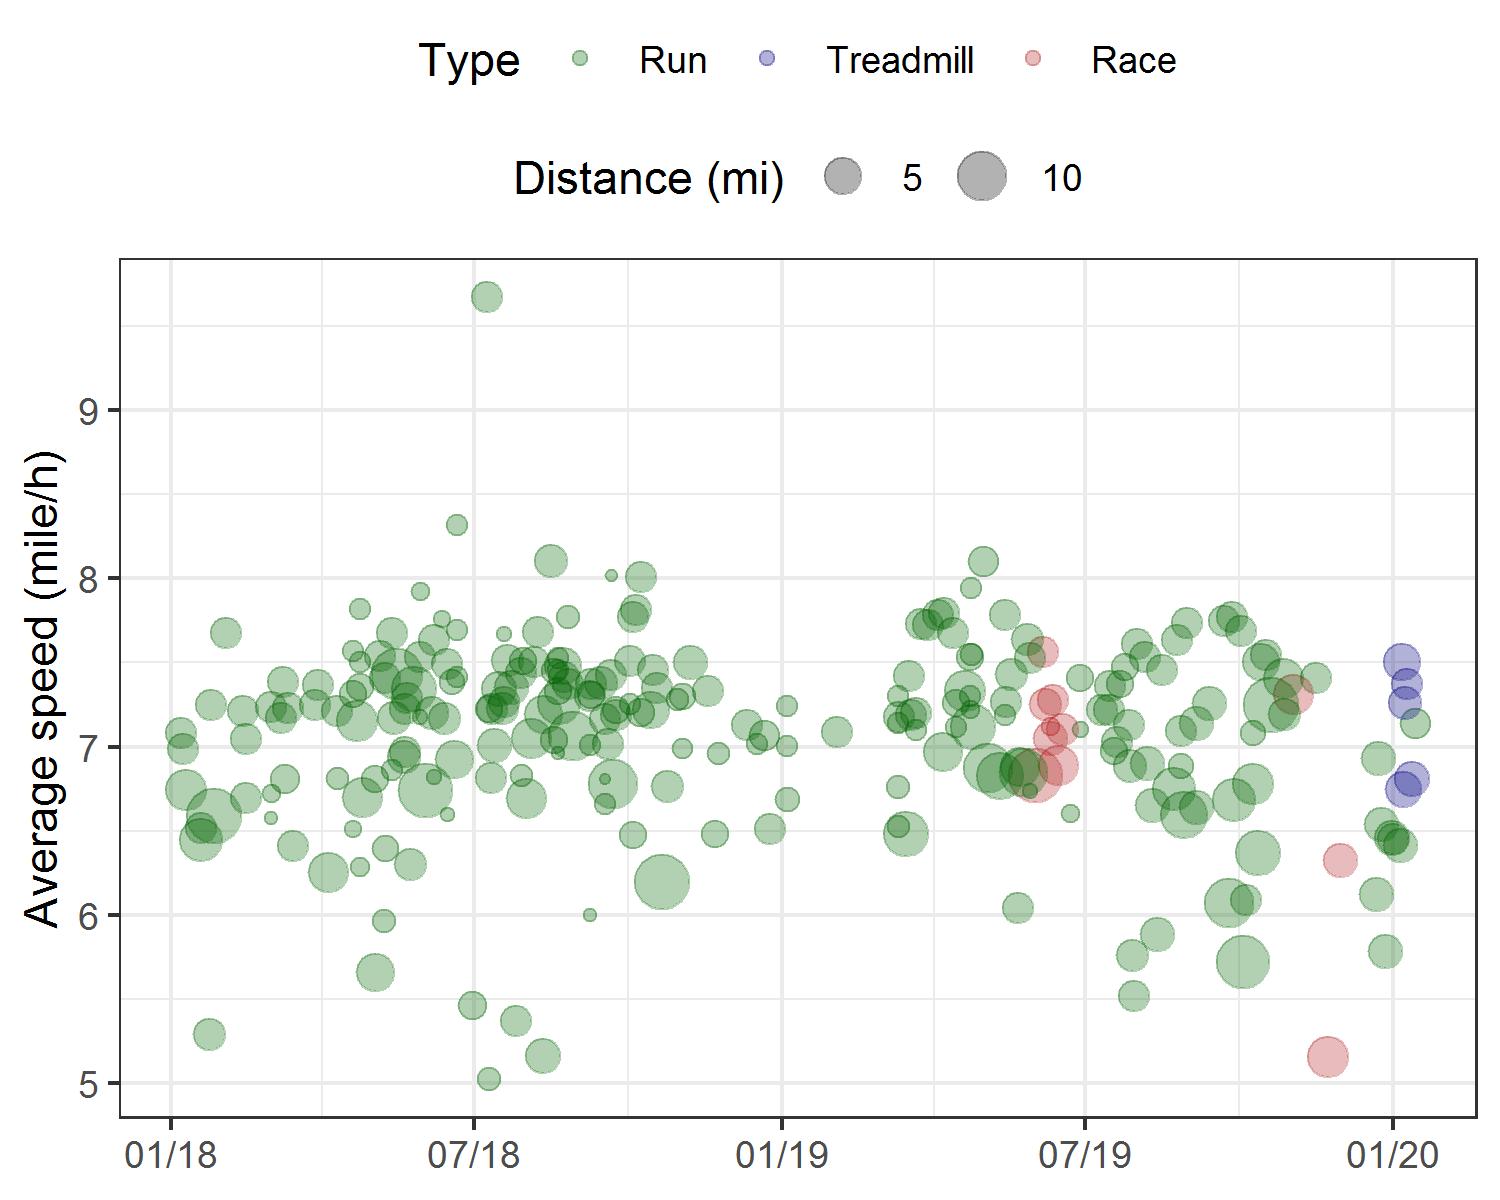 Type Run Treadmill Race
Distance (mi) 5 10
Average speed (mile/h)
9
8
7
6
5
01/18 07/18 01/19 07/19 01/20